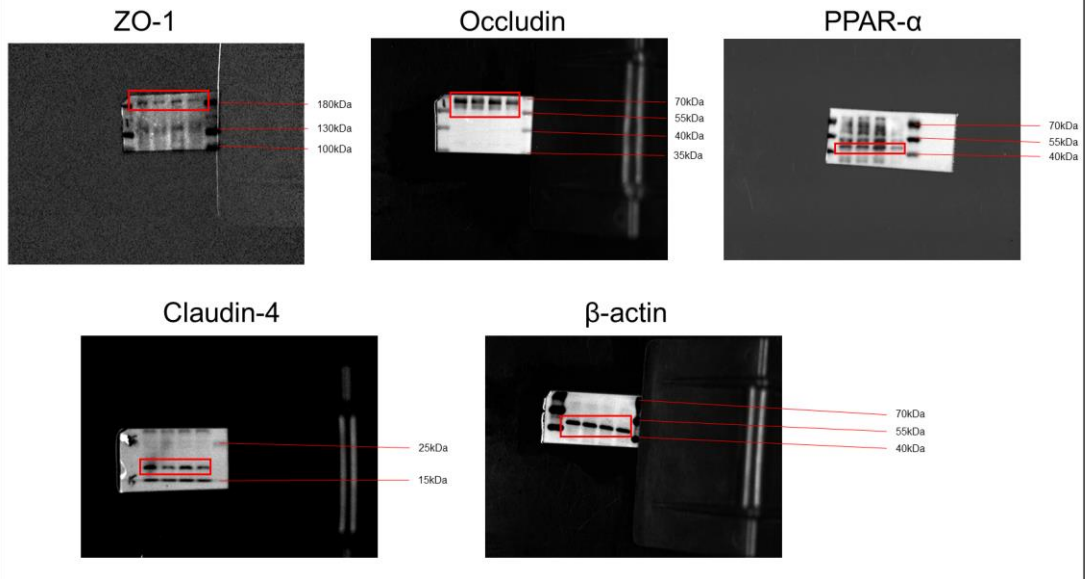 ZO-1
180kDa
130kDa
100kDa
Occludin
70kDa
55kDa
40kDa
35kDa
PPAR-α
70kDa
55kDa
40kDa
Claudin-4
25kDa
15kDa
β-actin
70kDa
55kDa
40kDa